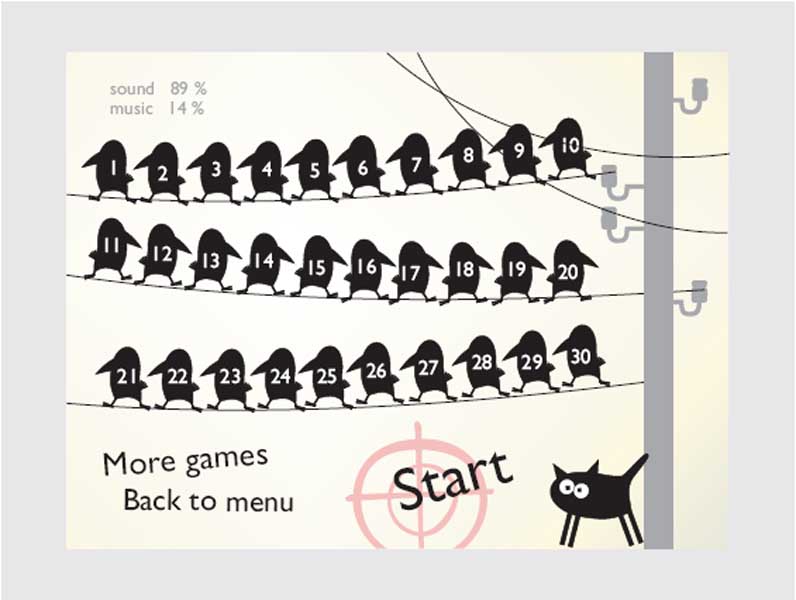 sound 89 %
music 14 %
1 2 3 4 5 6 7 8 9 10
11 12 13 14 15 16 17 18 19 20
21 22 23 24 25 26 27 28 29 30
More games
Start
Back to menu